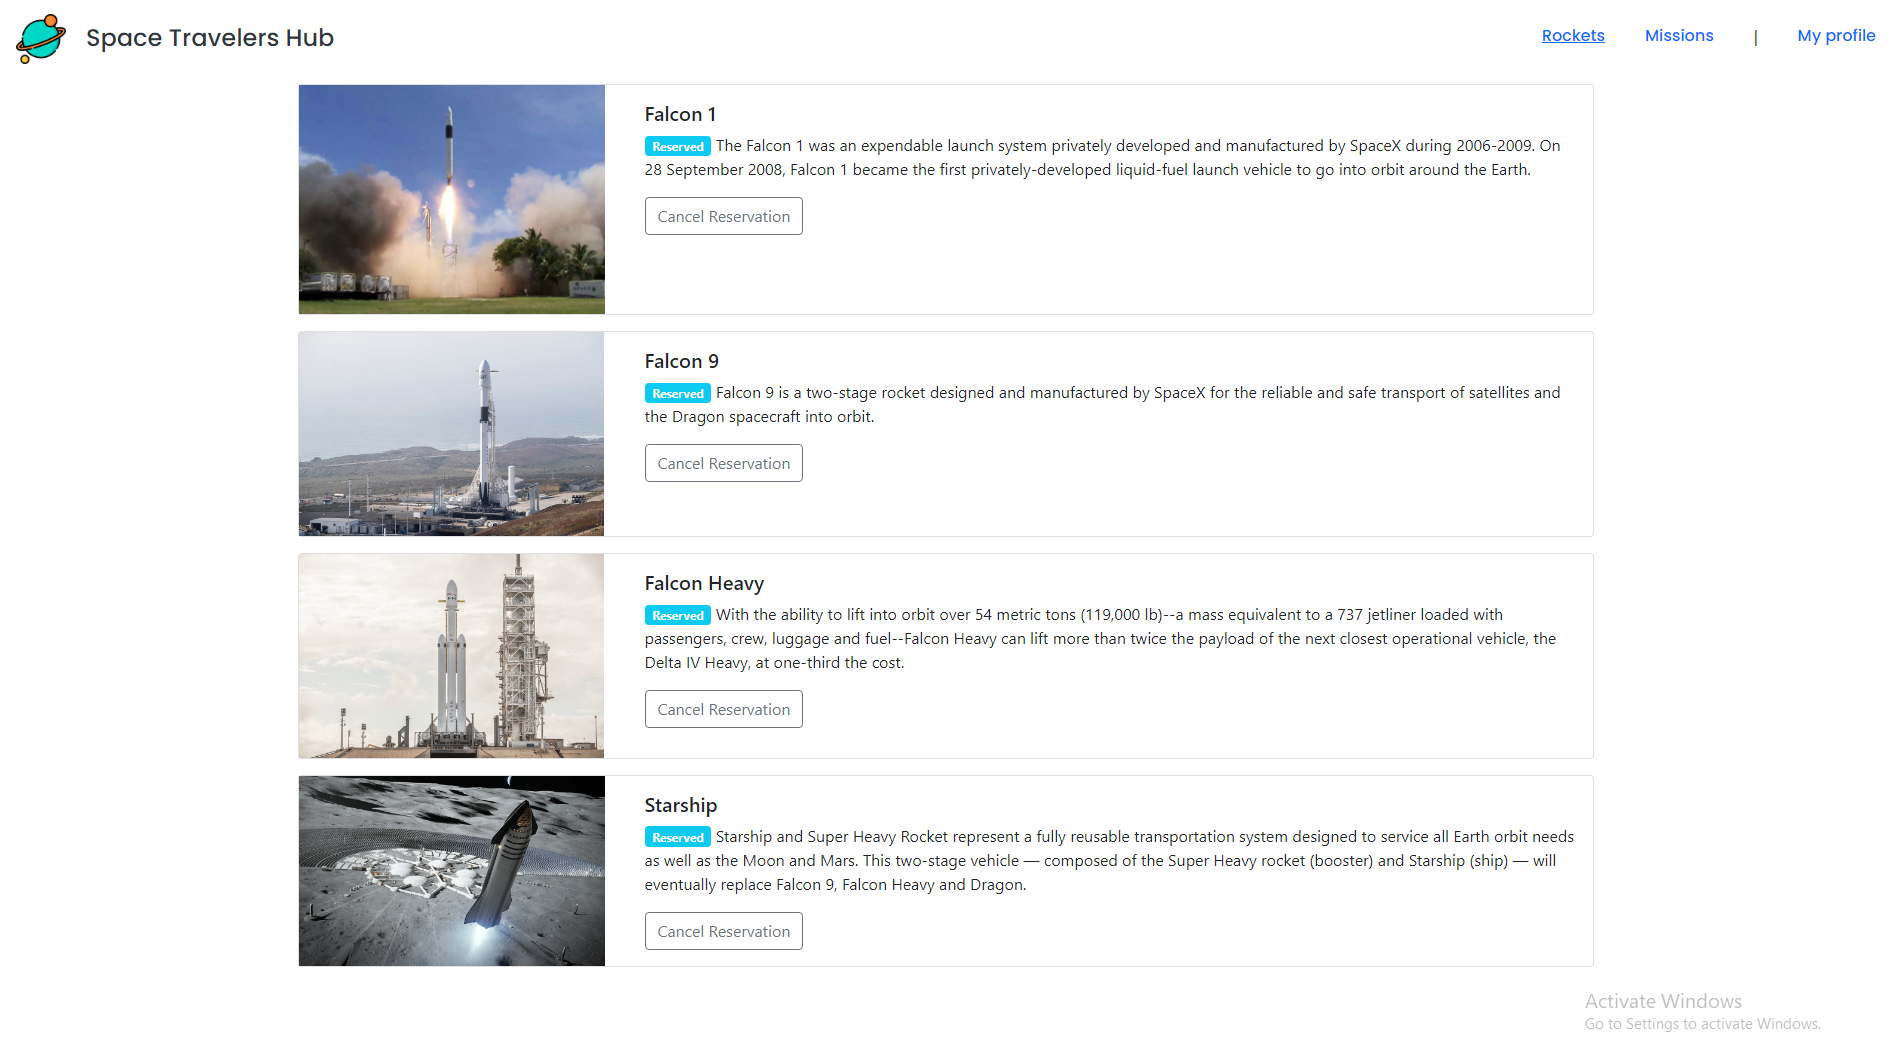 Space Travelers Hub
Rockets Missions | My profile
Falcon 1
Reserved The Falcon 1 was an expendable launch system privately developed and manufactured by SpaceX during 2006-2009. On
28 September 2008, Falcon 1 became the first privately-developed liquid-fuel launch vehicle to go into orbit around the Earth.
Cancel Reservation
Falcon 9
Reserved Falcon 9 is a two-stage rocket designed and manufactured by SpaceX for the reliable and safe transport of satellites and
the Dragon spacecraft into orbit.
Cancel Reservation
Falcon Heavy
Reserved With the ability to lift into orbit over 54 metric tons (119,000 lb)--a mass equivalent to a 737 jetliner loaded with
passengers, crew, luggage and fuel--Falcon Heavy can lift more than twice the payload of the next closest operational vehicle, the
Delta IV Heavy, at one-third the cost.
Cancel Reservation
Starship
Reserved Starship and Super Heavy Rocket represent a fully reusable transportation system designed to service all Earth orbit needs
as well as the Moon and Mars. This two-stage vehicle — composed of the Super Heavy rocket (booster) and Starship (ship) — will
eventually replace Falcon 9, Falcon Heavy and Dragon.
Cancel Reservation
Activate Windows
Go to Settings to activate Windows.